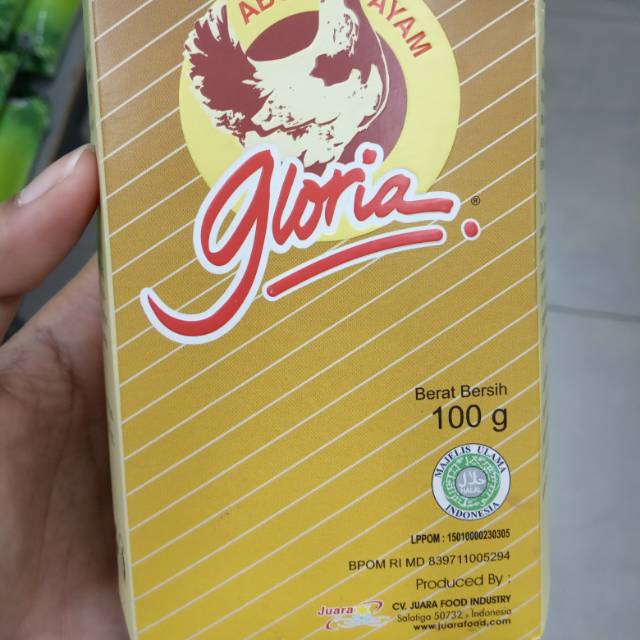 AYAM
gloria ®
Berat Bersih
100 g
MAJELIS ULAMA
INDONESIA
LPPOM : 15010000230305
BPOM RI MD 839711005294
Produced By :
Juara
CV. JUARA FOOD INDUSTRY
Salatiga 50732 - Indonesia
www.juarafood.com